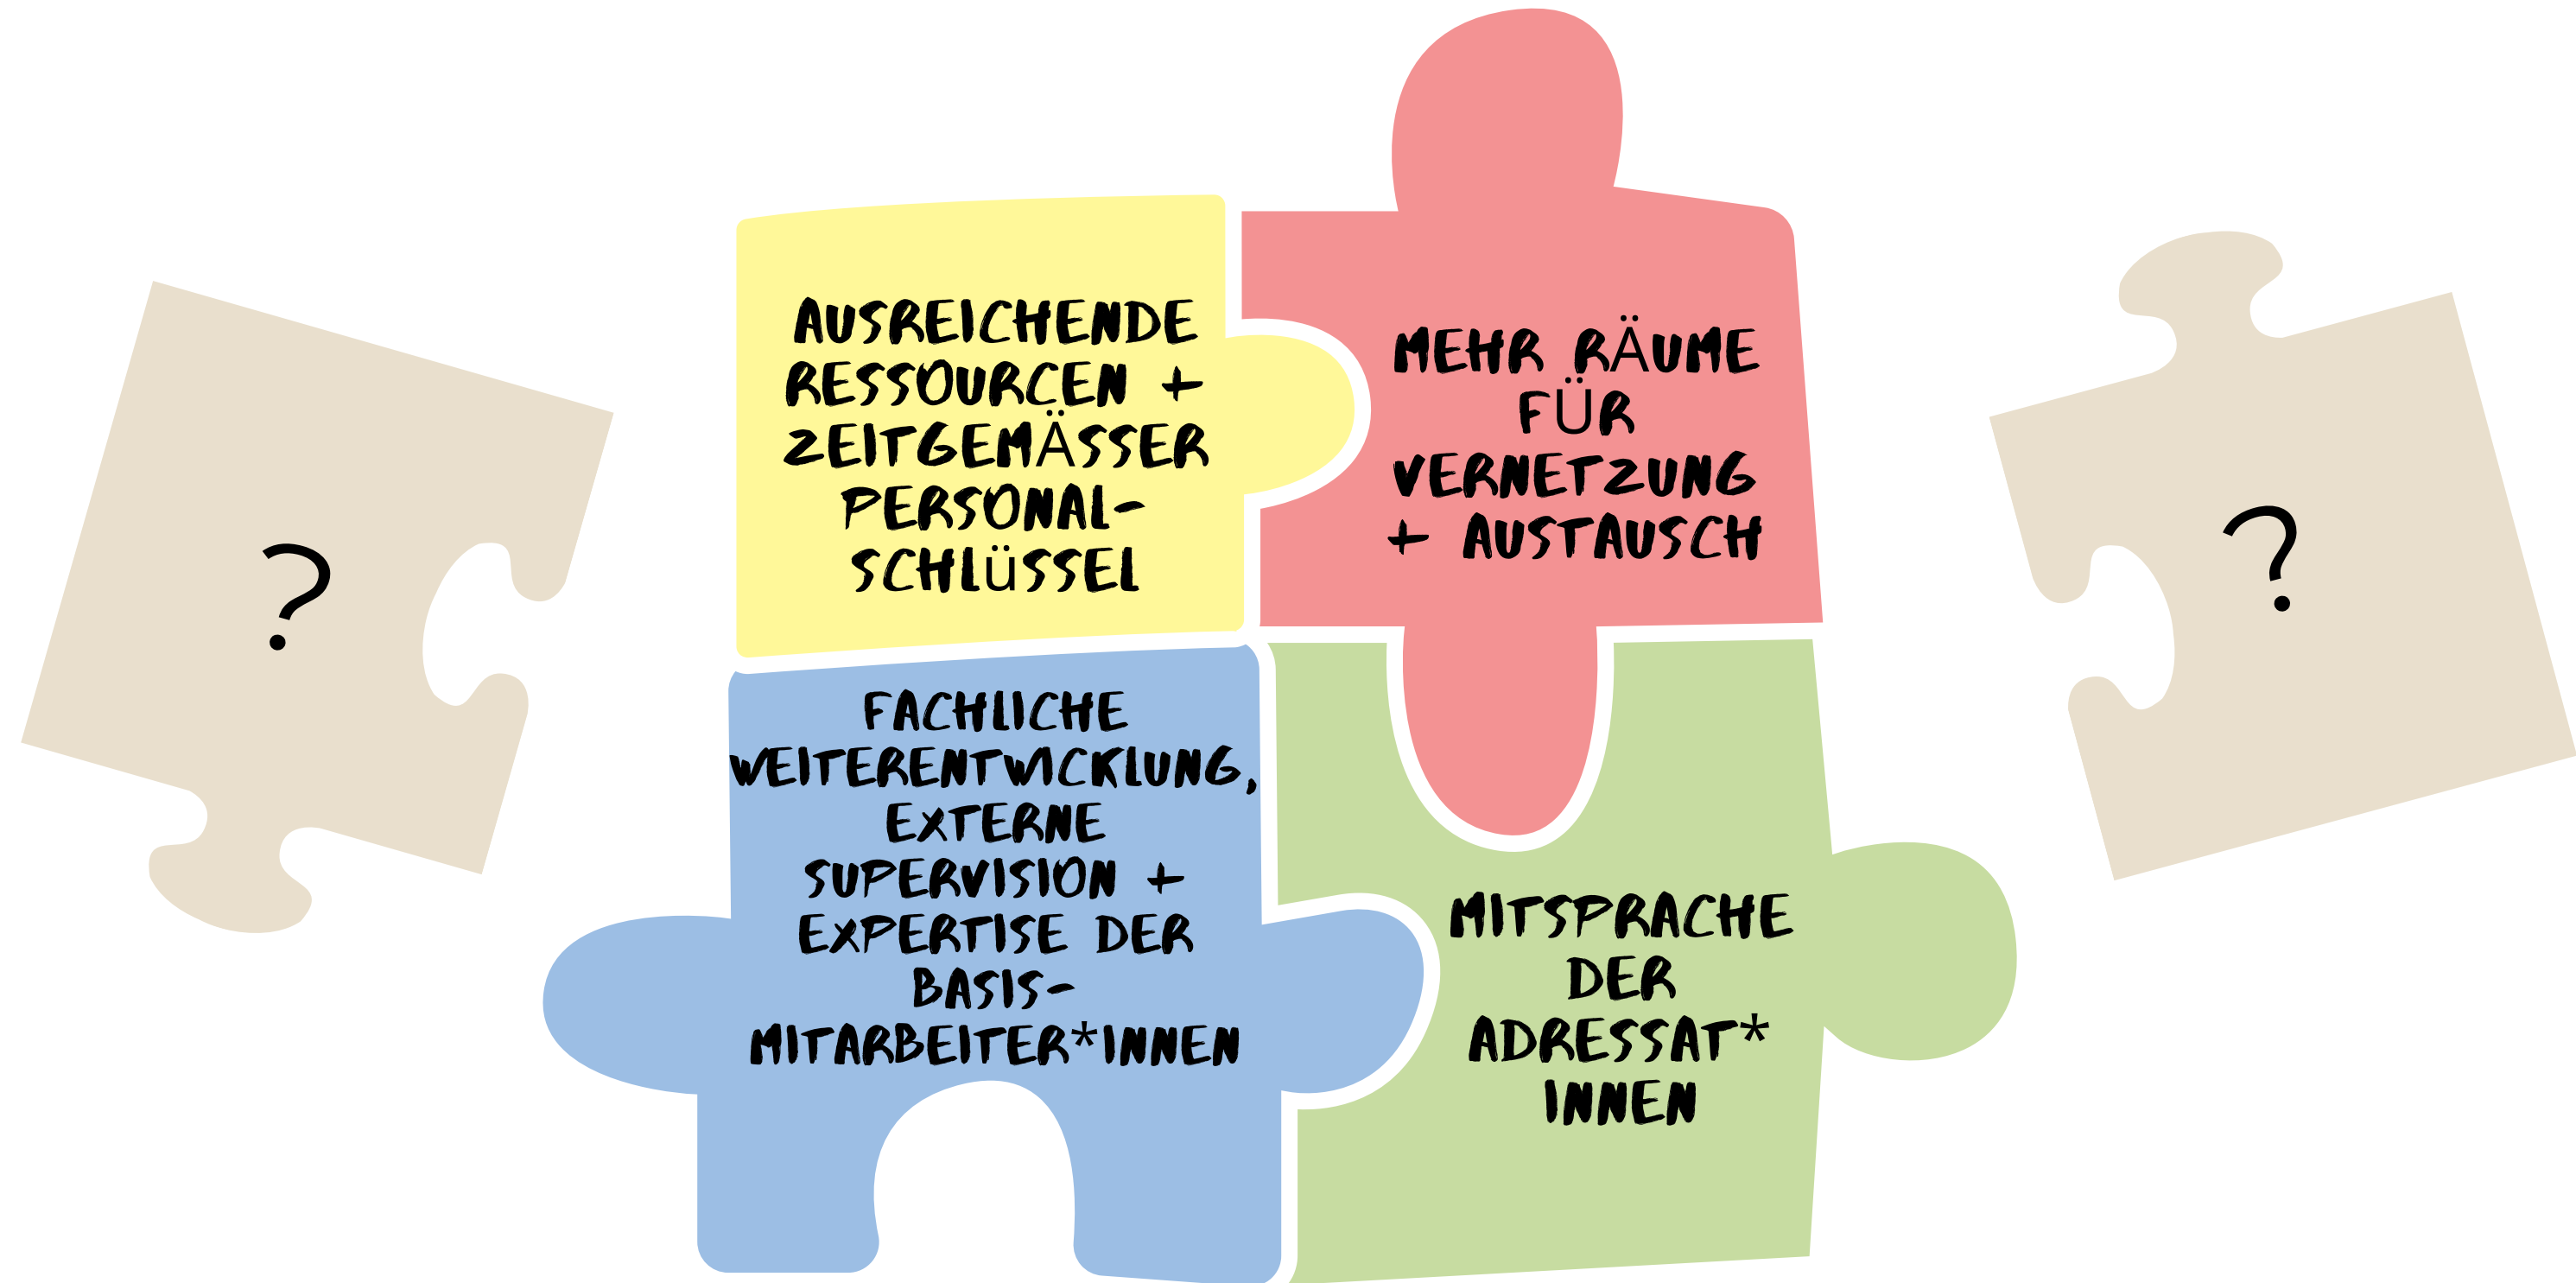 ?
AUSREICHENDE
RESSOURCEN +
ZEITGEMÄSSER
PERSONAL-
SCHLüSSEL
MEHR RÄUME
FÜR
VERNETZUNG
+ AUSTAUSCH
FACHLICHE
WEITERENTWICKLUNG,
EXTERNE
SUPERVISION +
EXPERTISE DER
BASIS-
MITARBEITER*INNEN
MITSPRACHE
DER
ADRESSAT*
INNEN
?